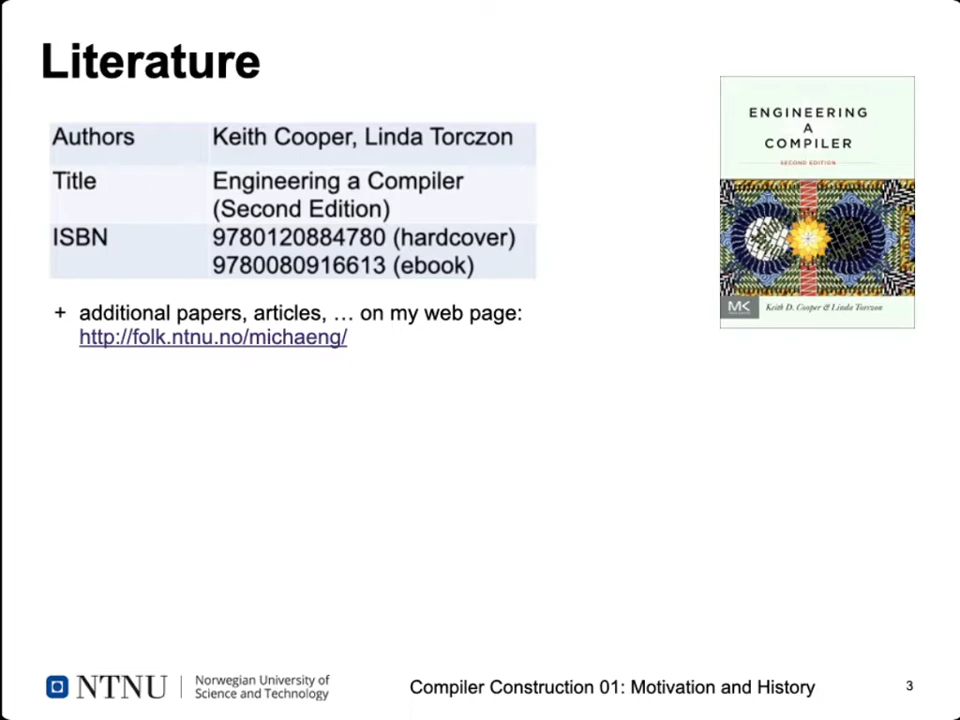 Literature
Authors Keith Cooper, Linda Torczon
Title Engineering a Compiler
(Second Edition)
ISBN 9780120884780 (hardcover)
9780080916613 (ebook)
+ additional papers, articles, … on my web page:
http://folk.ntnu.no/michaeng/
ENGINEERING
A
COMPILER
SECOND EDITION
MK Keith D. Cooper & Linda Torczon
NTNU Norwegian University of
Science and Technology
Compiler Construction 01: Motivation and History
3